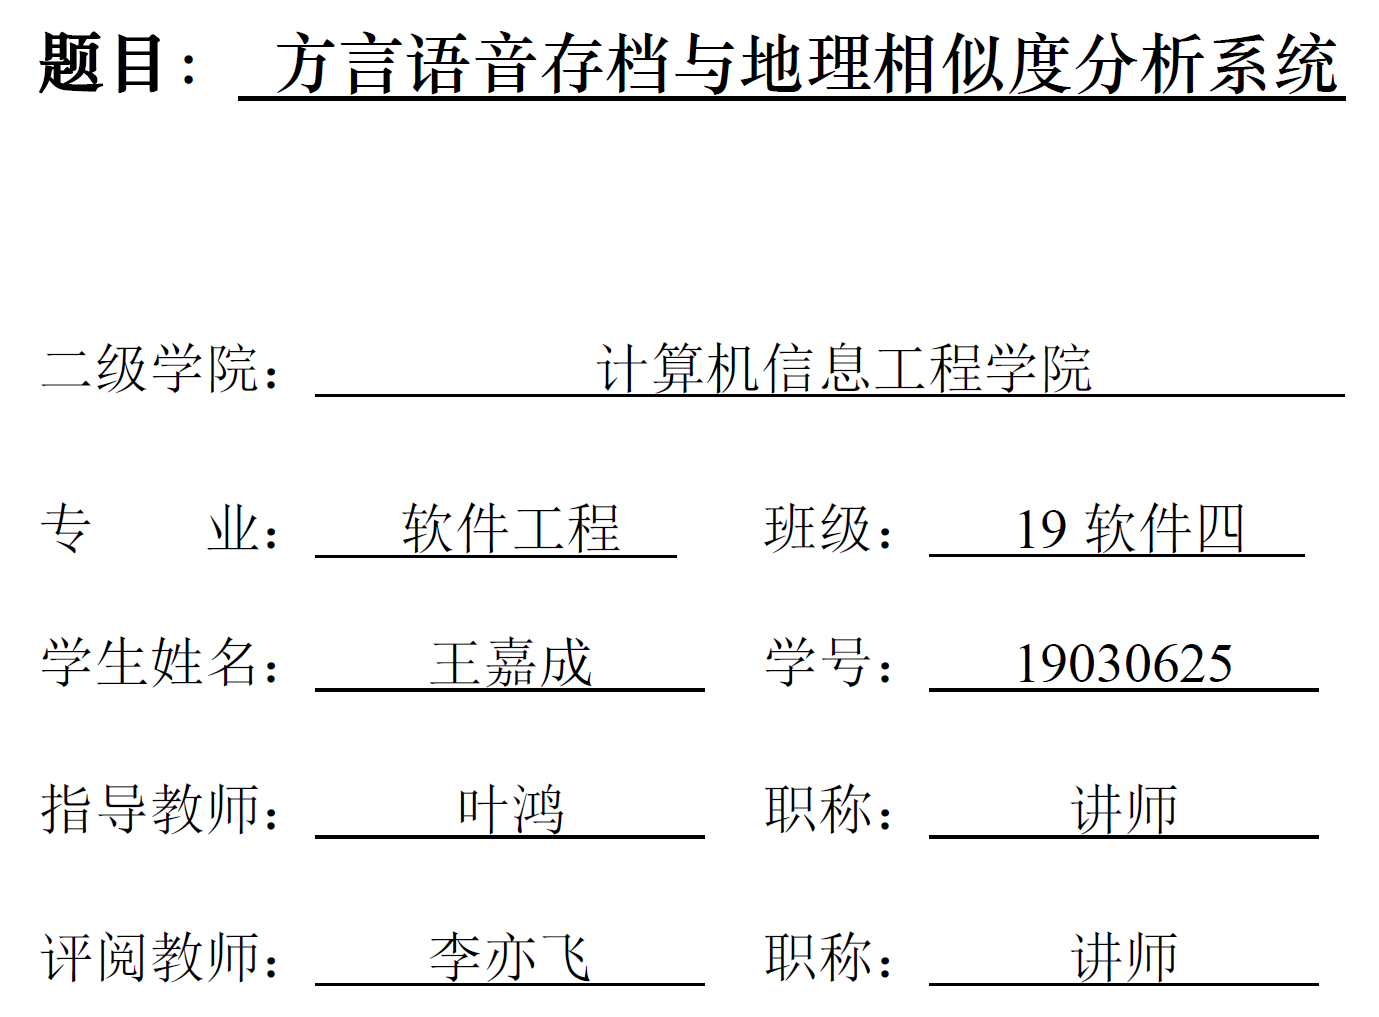 题目： 方言语音存档与地理相似度分析系统
二级学院： 计算机信息工程学院
专 业： 软件工程 班级： 19 软件四
学生姓名： 王嘉成 学号： 19030625
指导教师： 叶鸿 职称： 讲师
评阅教师： 李亦飞 职称： 讲师